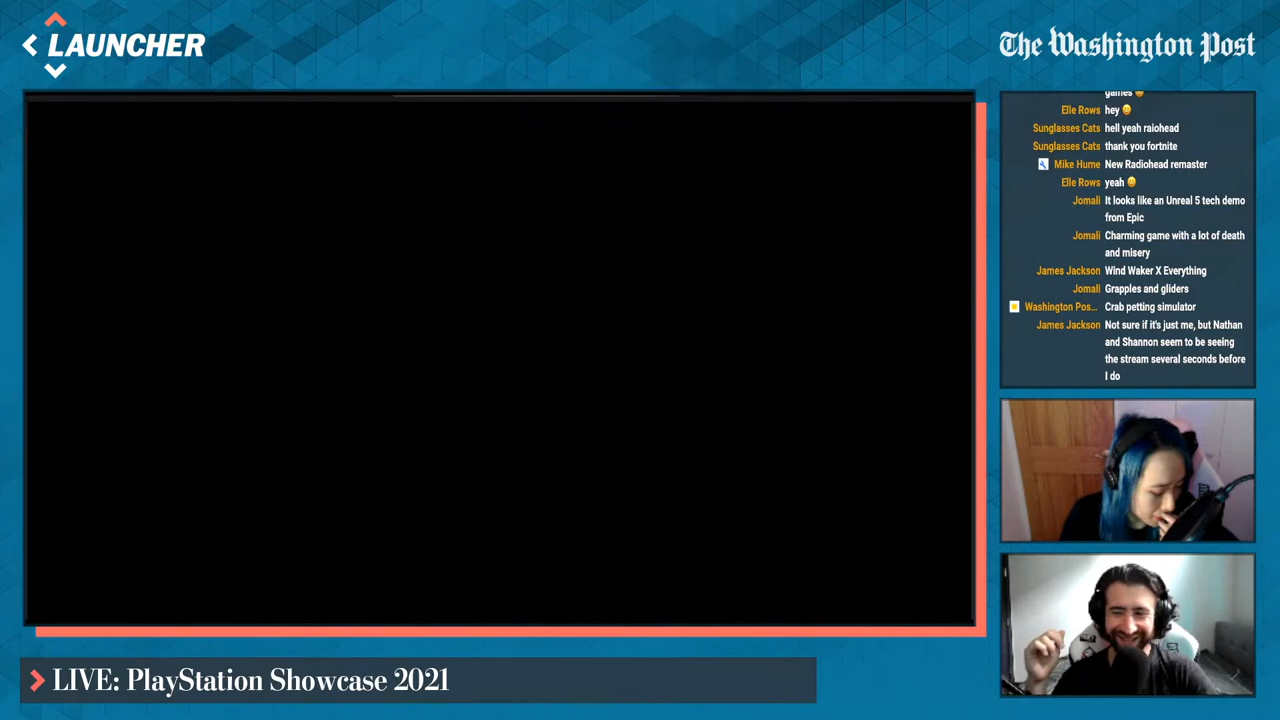 LAUNCHER
The Washington Post
games
Elle Rows hey
Sunglasses Cats hell yeah raiohead
Sunglasses Cats thank you fortnite
Mike Hume New Radiohead remaster
Elle Rows yeah
Jomali It looks like an Unreal 5 tech demo
from Epic
Jomali Charming game with a lot of death
and misery
James Jackson Wind Waker X Everything
Jomali Grapples and gliders
Washington Pos... Crab petting simulator
James Jackson Not sure if it's just me, but Nathan
and Shannon seem to be seeing
the stream several seconds before
I do
LIVE: PlayStation Showcase 2021